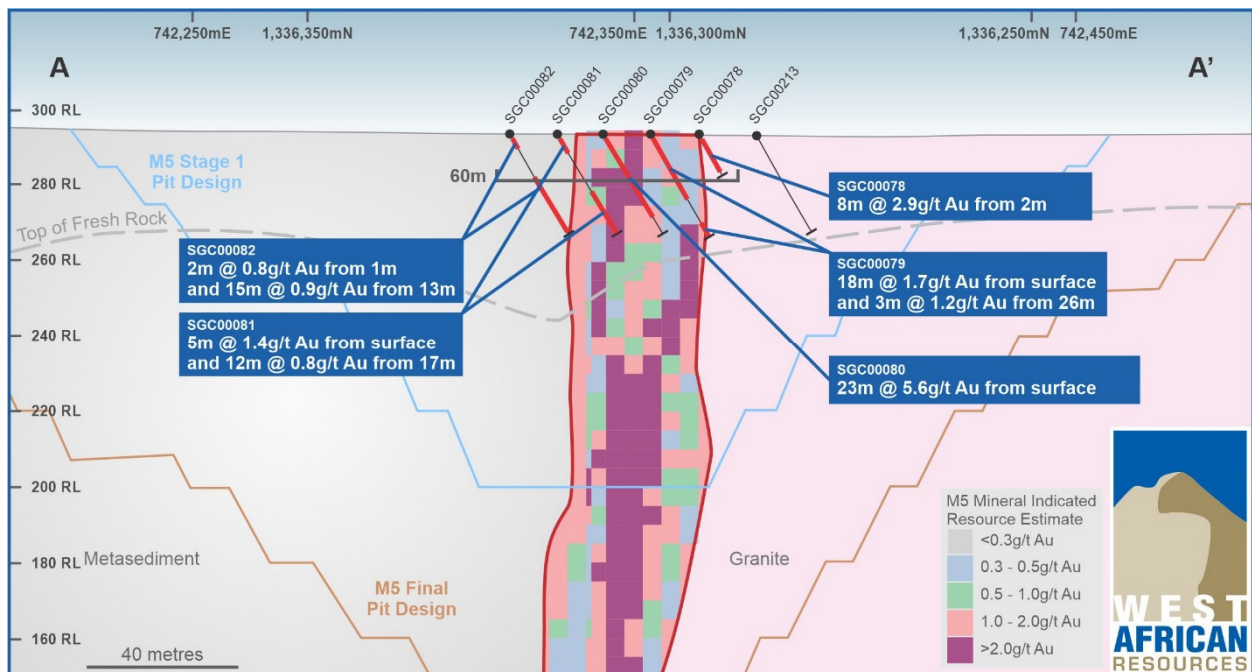 742,250mE
1,336,350mN
742,350mE
1,336,300mN
1,336,250mN
742,450mE
A
A'
SGC00082
SGC00081
SGC00080
SGC00079
SGC00078
SGC00213
300 RL
280 RL
260 RL
240 RL
220 RL
200 RL
180 RL
160 RL
M5 Stage 1
Pit Design
60m
Top of Fresh Rock
SGC00078
8m @ 2.9g/t Au from 2m
SGC00082
2m @ 0.8g/t Au from 1m
and 15m @ 0.9g/t Au from 13m
SGC00079
18m @ 1.7g/t Au from surface
and 3m @ 1.2g/t Au from 26m
SGC00081
5m @ 1.4g/t Au from surface
and 12m @ 0.8g/t Au from 17m
SGC00080
23m @ 5.6g/t Au from surface
Metasediment
Granite
M5 Final
Pit Design
40 metres
M5 Mineral Indicated
Resource Estimate
<0.3g/t Au
0.3 - 0.5g/t Au
0.5 - 1.0g/t Au
1.0 - 2.0g/t Au
>2.0g/t Au
WEST
AFRICAN
RESOURCES